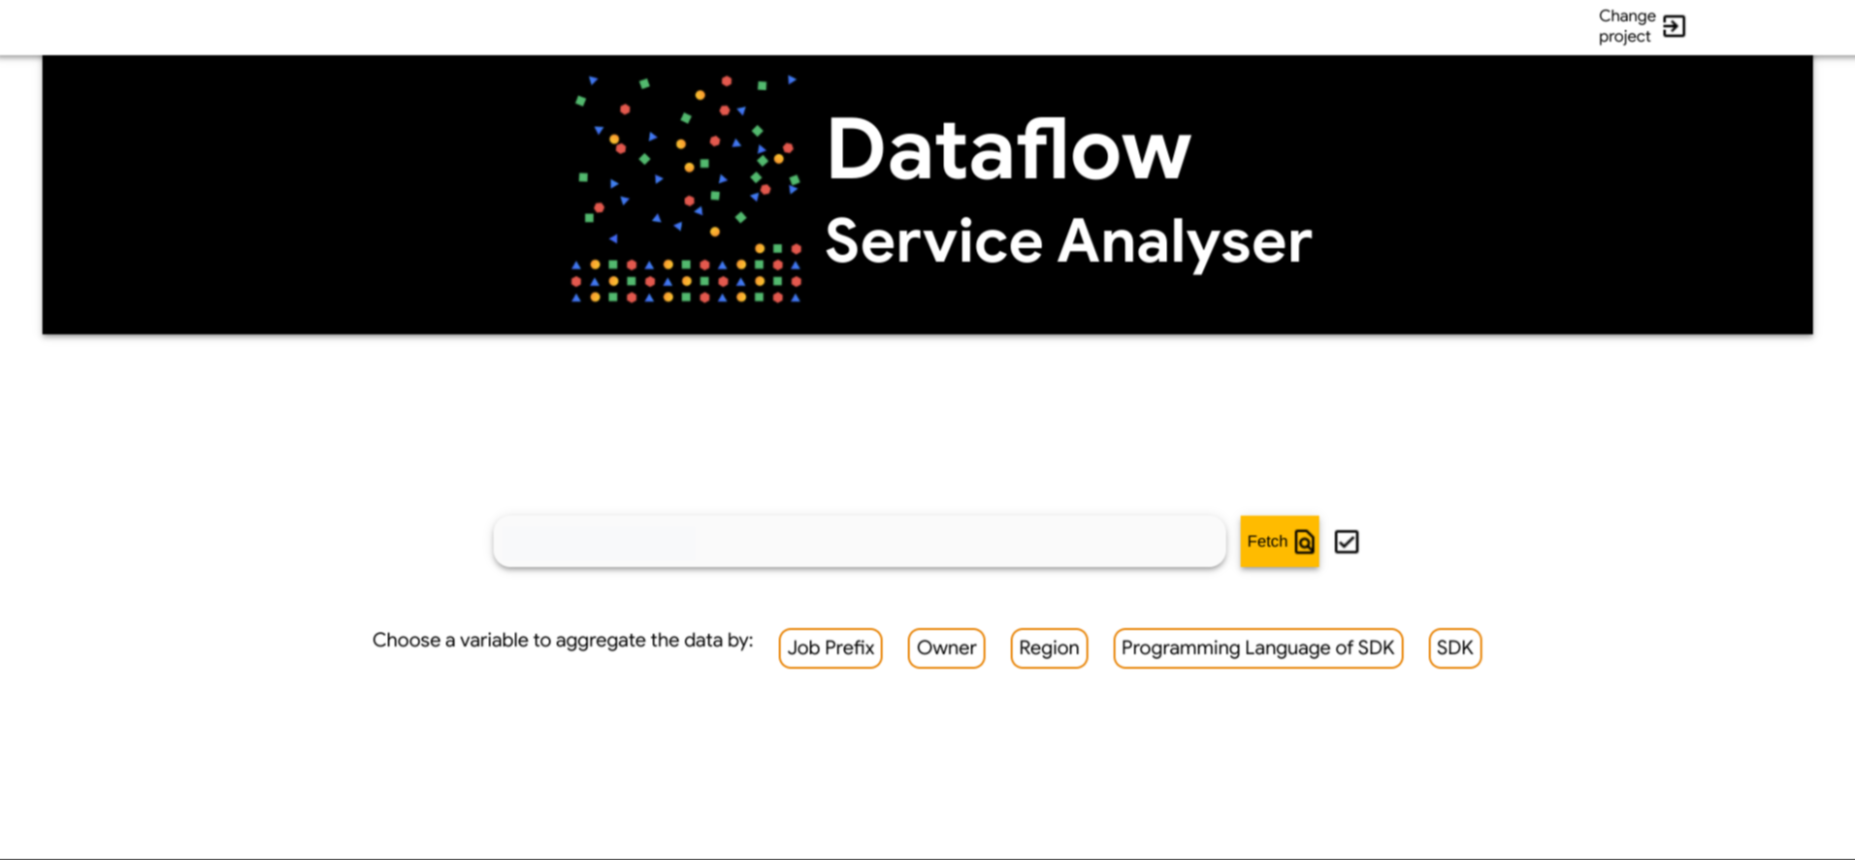 Change
project
Dataflow
Service Analyser
Fetch
Choose a variable to aggregate the data by: Job Prefix Owner Region Programming Language of SDK SDK